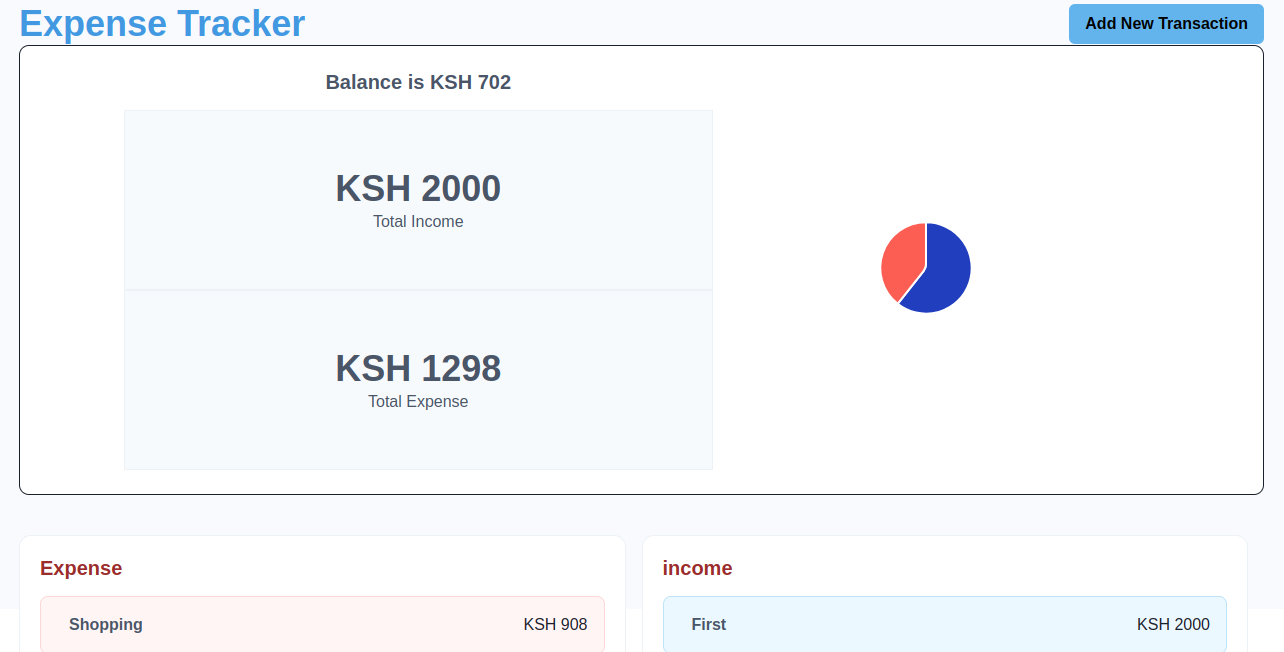 Expense Tracker
Add New Transaction
Balance is KSH 702
KSH 2000
Total Income
KSH 1298
Total Expense
Expense
Shopping KSH 908
income
First KSH 2000